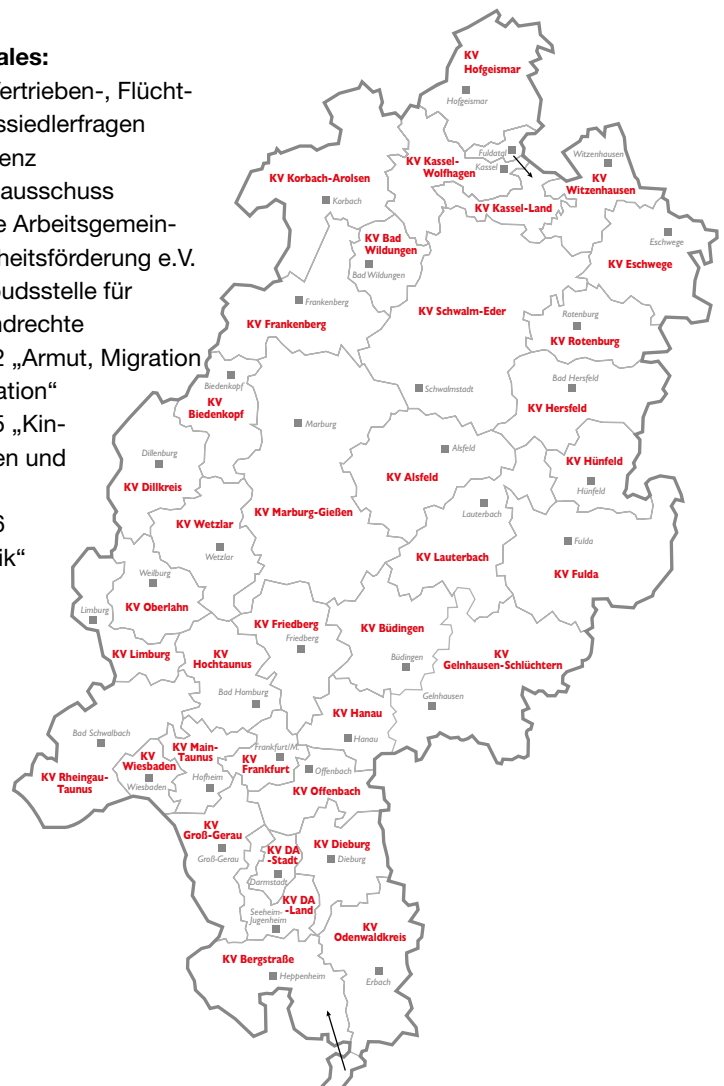 ales:
ertrieben-, Flücht-
ssiedlerfragen
enz
ausschuss
e Arbeitsgemein-
heitsförderung e.V.
udsstelle für
ndrechte
2 „Armut, Migration
ation“
5 „Kin-
en und
6
ik“
KV
Hofgeismar
Hofgeismar
Fuldatal
Kassel
KV Kassel-
Wolfhagen
Witzenhausen
KV
Witzenhausen
KV Korbach-Arolsen
Korbach
KV Kassel-Land
KV Bad
Wildungen
Bad Wildungen
Eschwege
KV Eschwege
Frankenberg
KV Frankenberg
KV Schwalm-Eder
Rotenburg
KV Rotenburg
Biedenkopf
KV
Biedenkopf
Schwalmstadt
Bad Hersfeld
KV Hersfeld
Marburg
Dillenburg
KV Dillkreis
Alsfeld
KV Alsfeld
KV Hünfeld
Hünfeld
KV Wetzlar
Wetzlar
KV Marburg-Gießen
Lauterbach
KV Lauterbach
Fulda
KV Fulda
Weilburg
KV Oberlahn
Limburg
KV Limburg
KV
Hochtaunus
Bad Homburg
KV Friedberg
Friedberg
KV Büdingen
Büdingen
KV
Gelnhausen-Schlüchtern
Gelnhausen
KV Hanau
Hanau
Bad Schwalbach
KV Rheingau-
Taunus
KV
Wiesbaden
Wiesbaden
KV Main-
Taunus
Hofheim
Frankfurt/M.
KV
Frankfurt
Offenbach
KV Offenbach
KV
Groß-Gerau
Groß-Gerau
KV DA
-Stadt
Darmstadt
KV Dieburg
Dieburg
KV DA
-Land
Seeheim-
Jugenheim
KV
Odenwaldkreis
Erbach
KV Bergstraße
Heppenheim